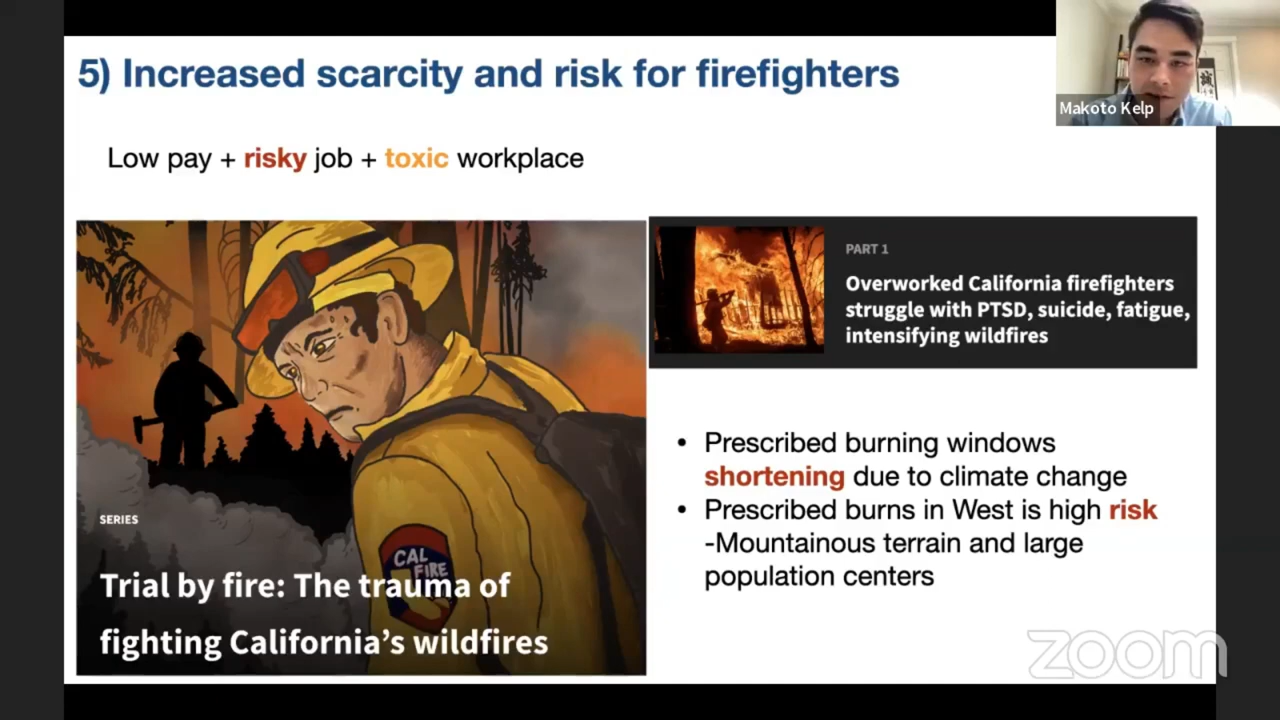 5) Increased scarcity and risk for firefighters
Makoto Kelp
Low pay + risky job + toxic workplace
PART 1
Overworked California firefighters
struggle with PTSD, suicide, fatigue,
intensifying wildfires
CAL
FIRE
SERIES
Trial by fire: The trauma of
fighting California’s wildfires
• Prescribed burning windows
shortening due to climate change
• Prescribed burns in West is high risk
-Mountainous terrain and large
population centers
zoom